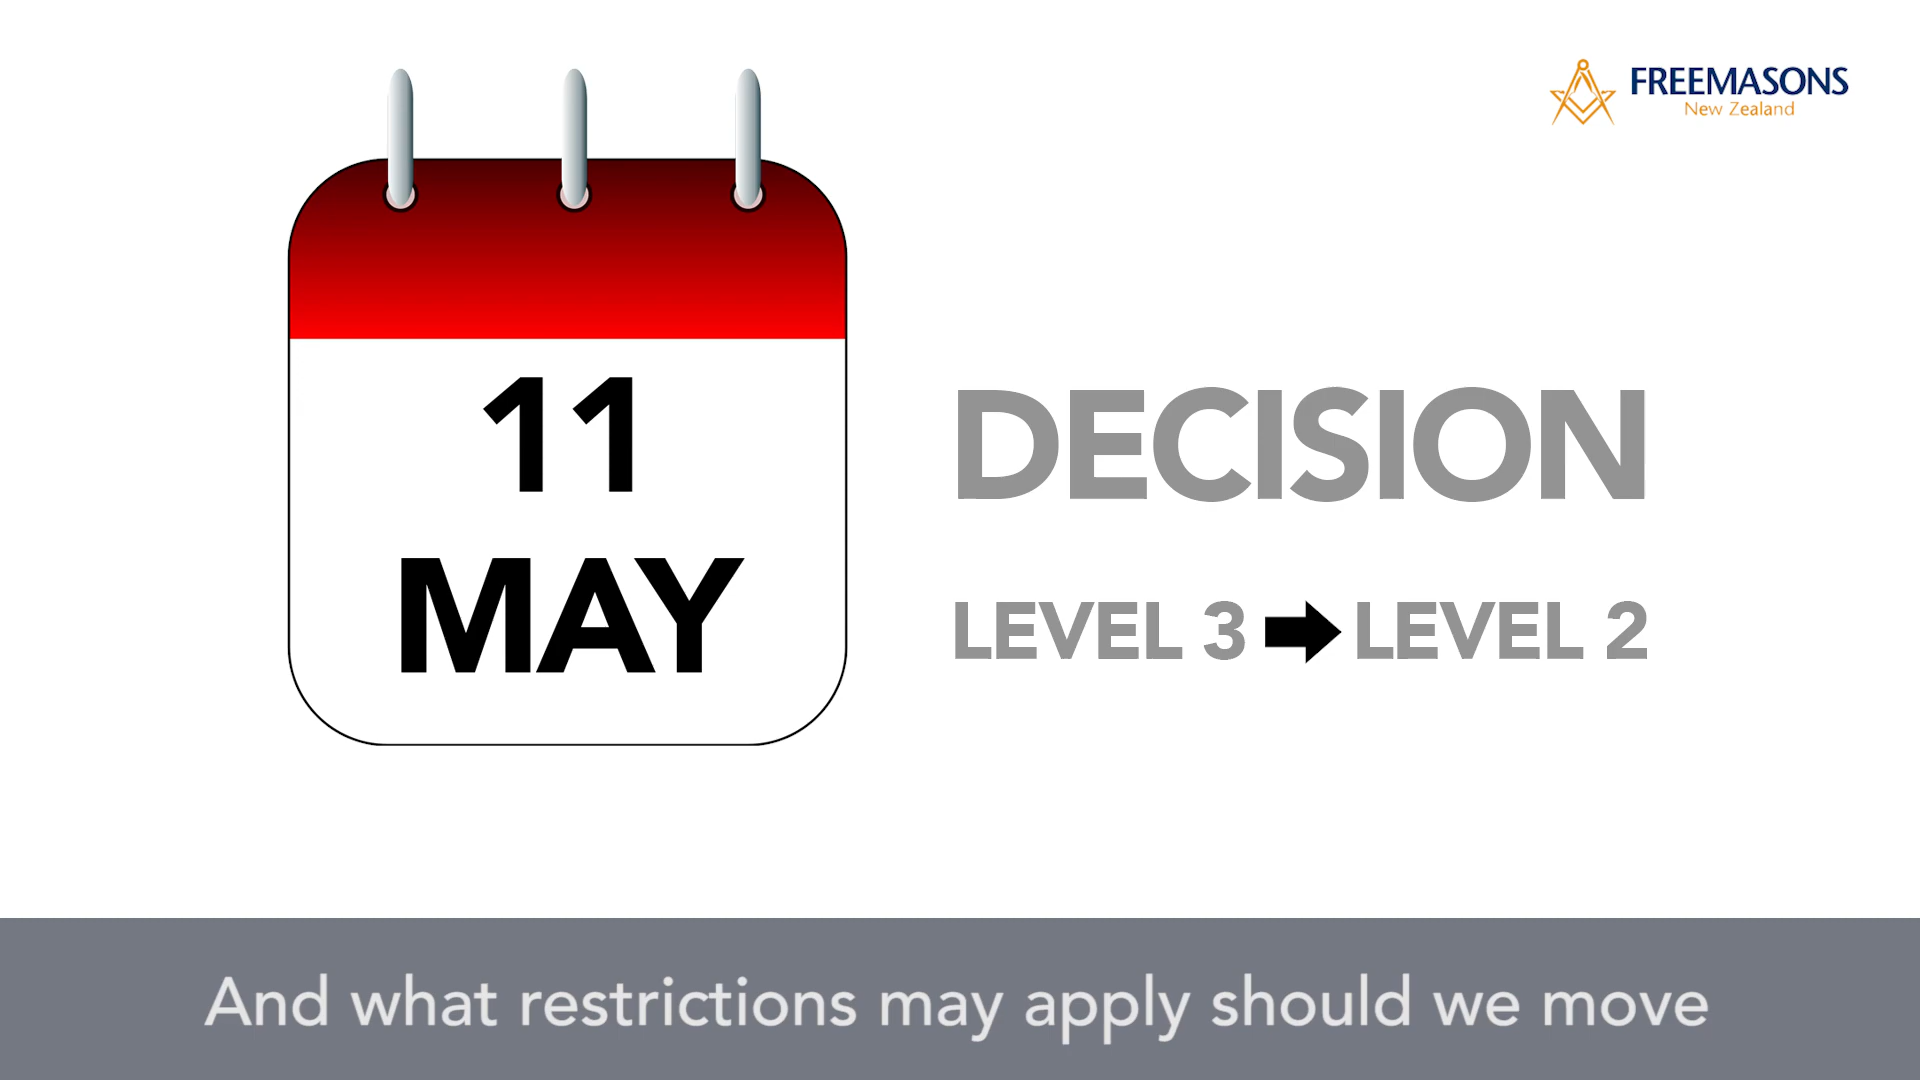 FREEMASONS
New Zealand
11
MAY
DECISION
LEVEL 3 LEVEL 2
And what restrictions may apply should we move